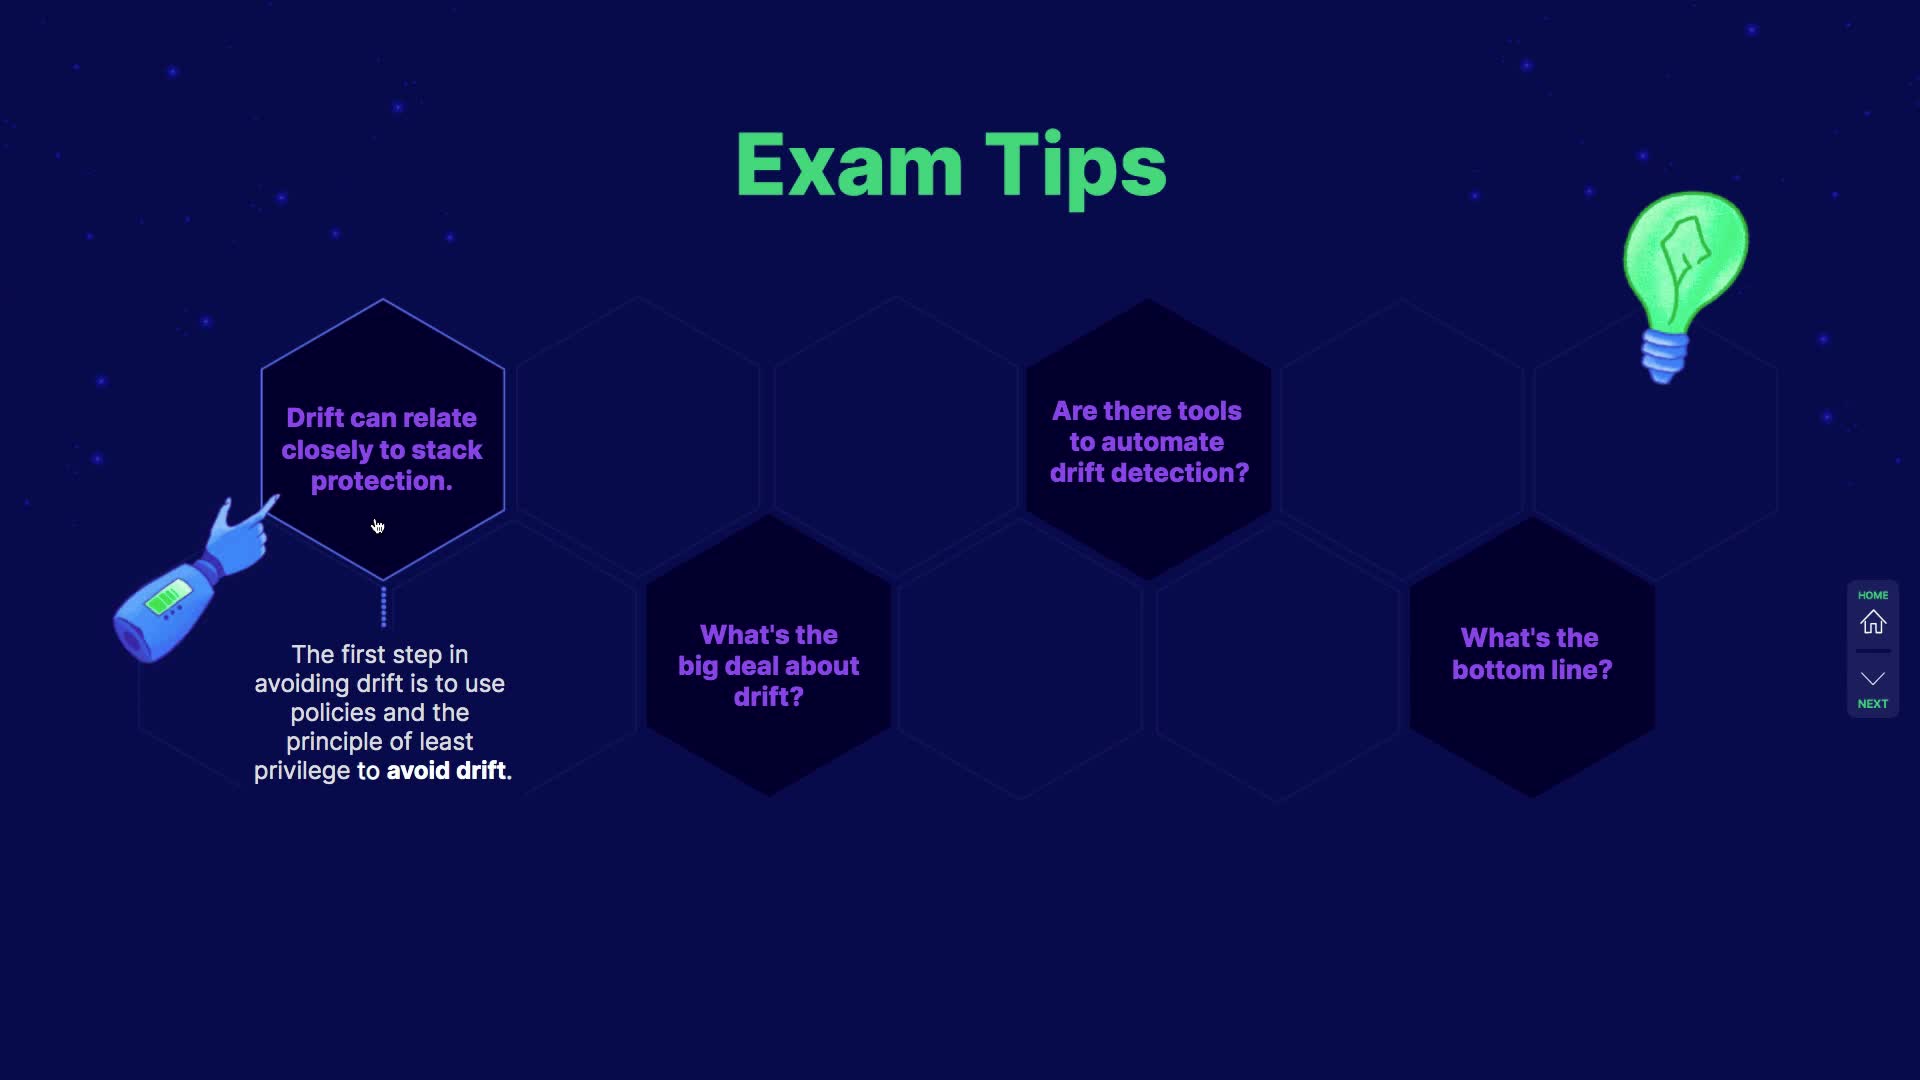 Exam Tips
Drift can relate
closely to stack
protection.
The first step in
avoiding drift is to use
policies and the
principle of least
privilege to avoid drift.
What's the
big deal about
drift?
Are there tools
to automate
drift detection?
What's the
bottom line?
HOME
NEXT